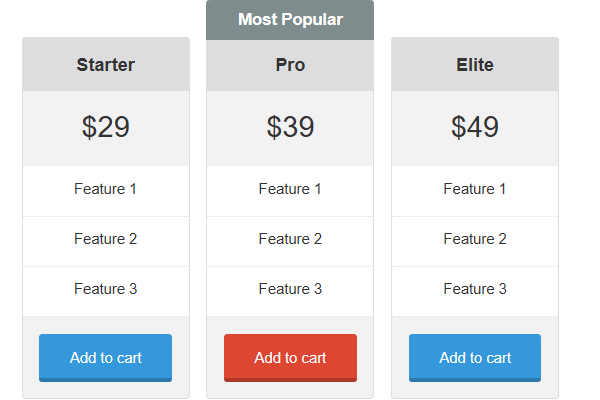 Most Popular
Starter
$29
Feature 1
Feature 2
Feature 3
Add to cart
Pro
$39
Feature 1
Feature 2
Feature 3
Add to cart
Elite
$49
Feature 1
Feature 2
Feature 3
Add to cart